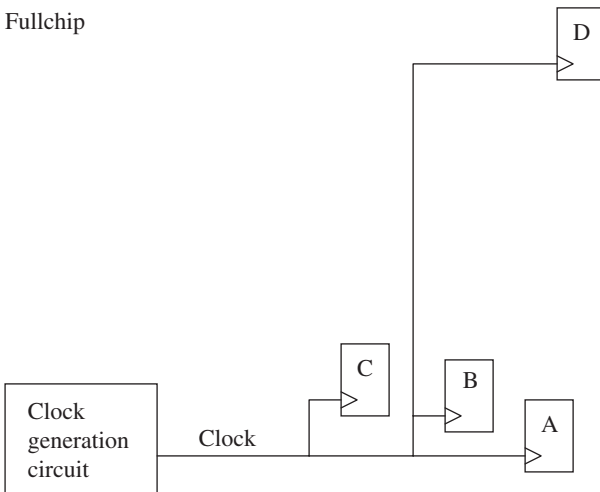 Fullchip
D
C
B
A
Clock
generation
circuit
Clock